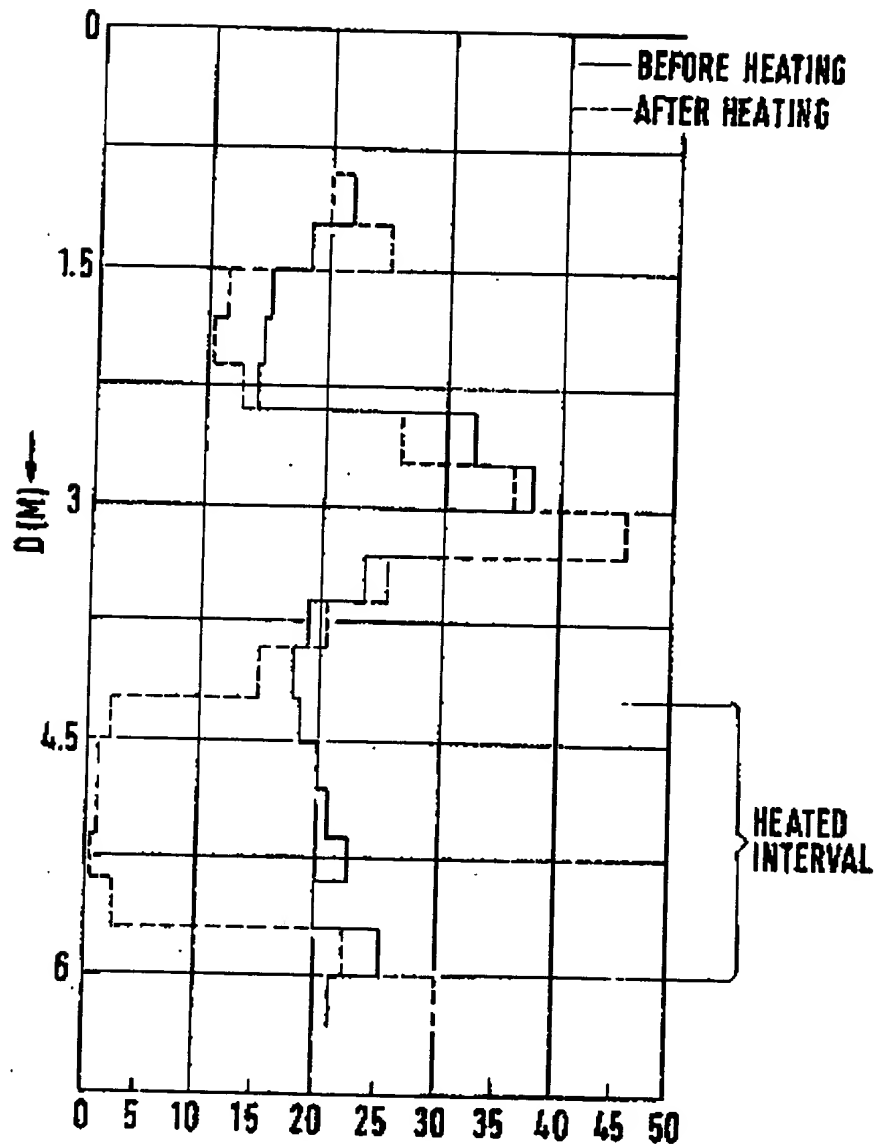 0
BEFORE HEATING
AFTER HEATING
1.5
D(M)
3
4.5
HEATED
INTERVAL
6
0 5 10 15 20 25 30 35 40 45 50